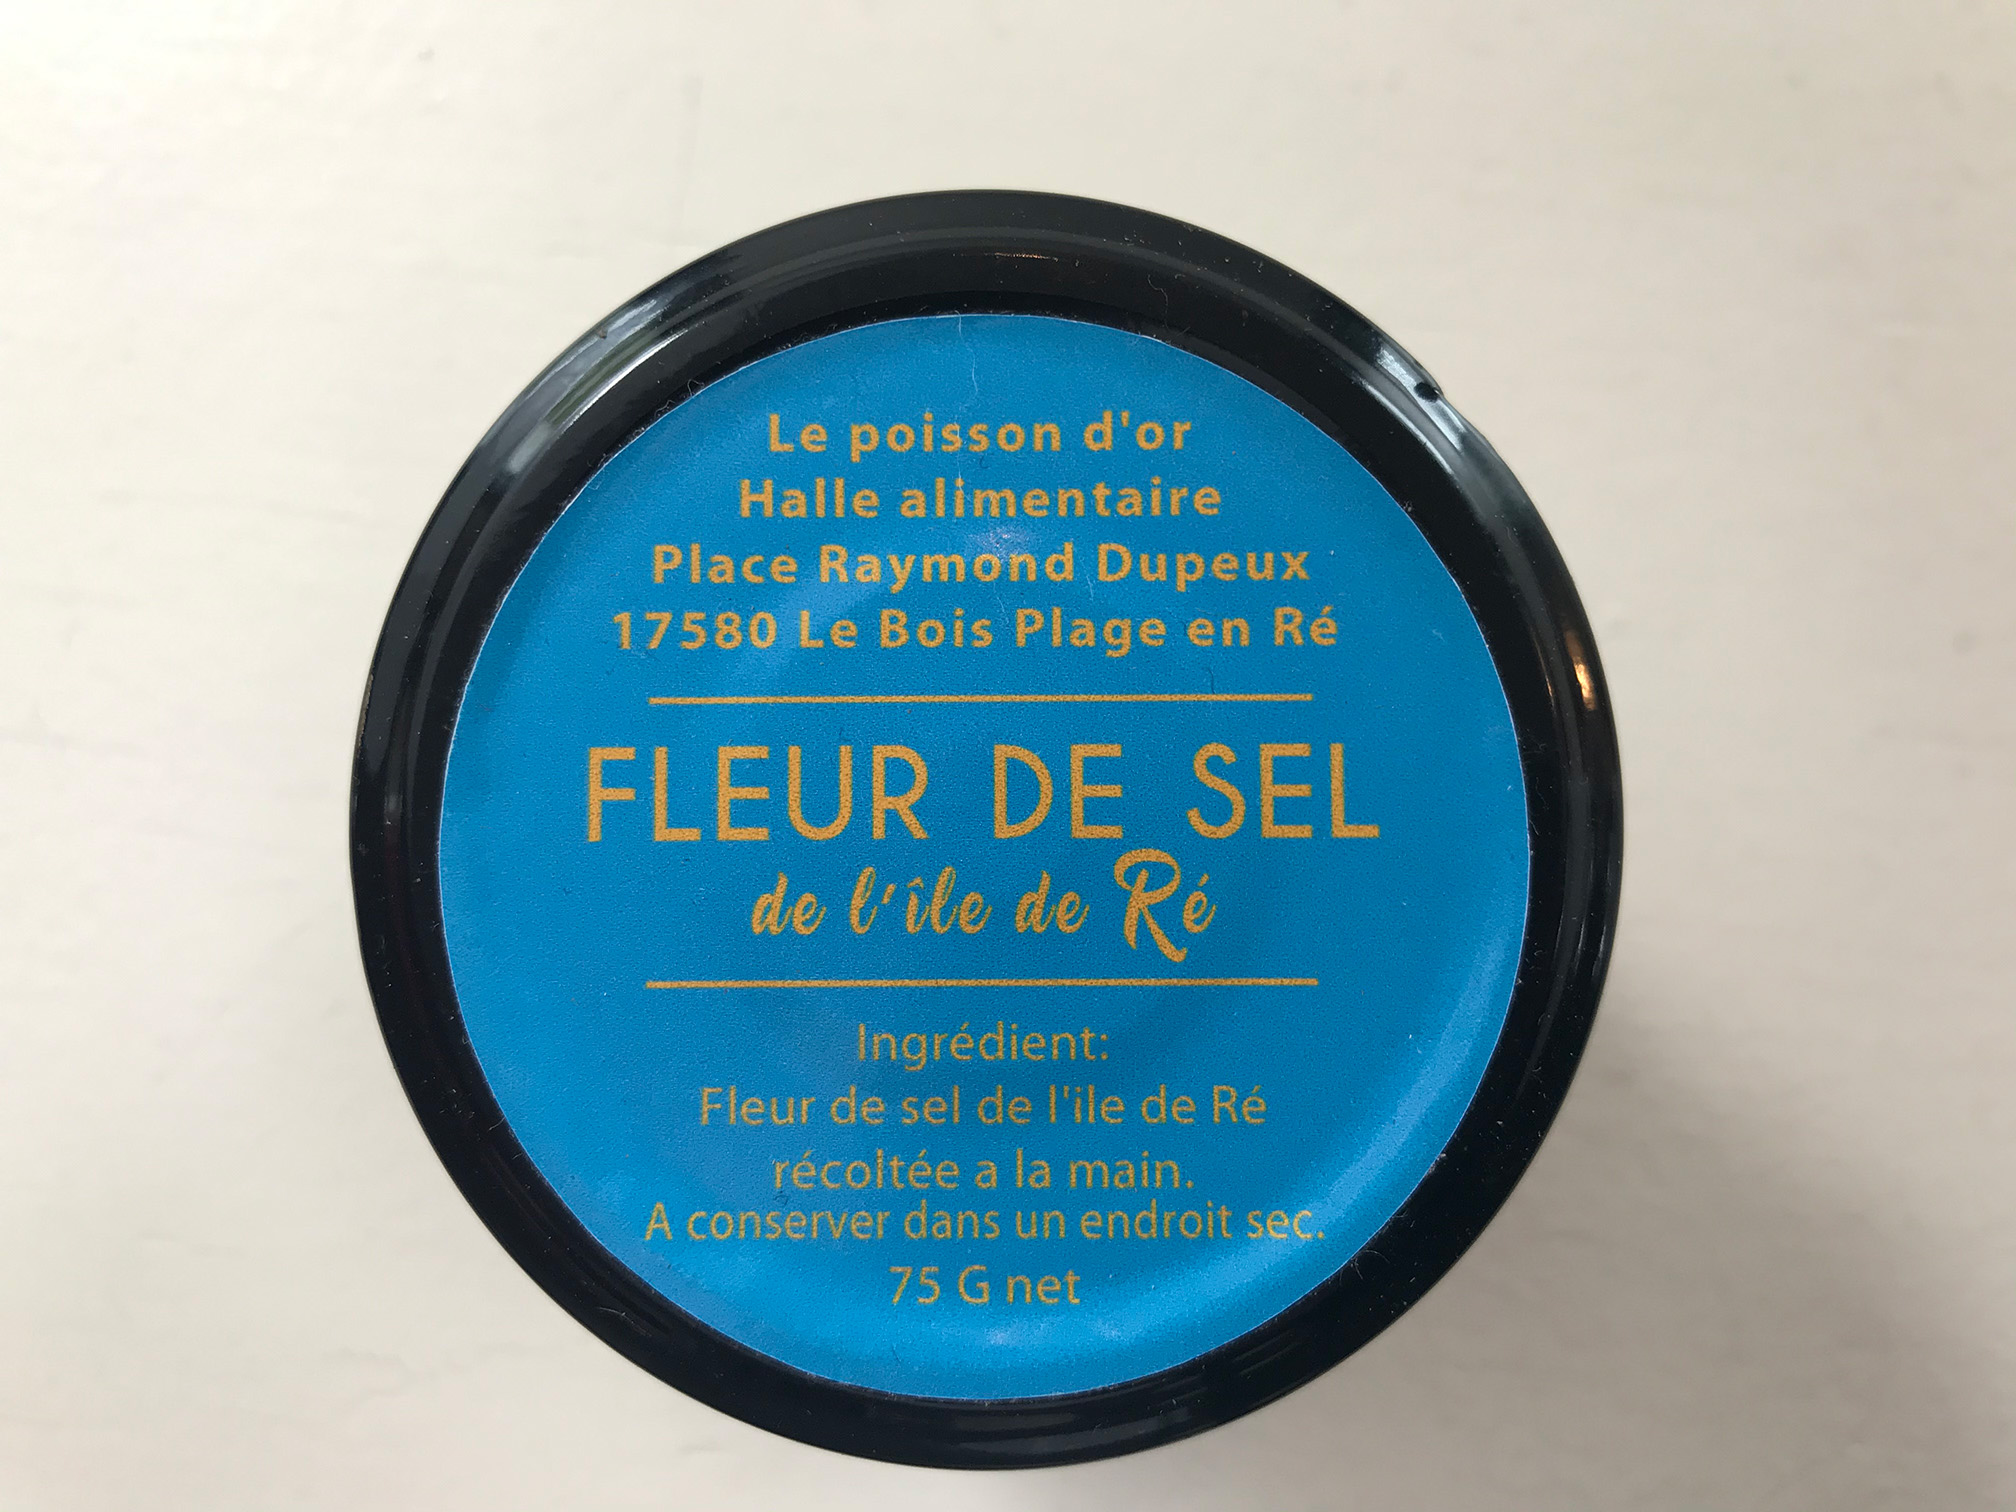 Le poisson d'or
Halle alimentaire
Place Raymond Dupeux
17580 Le Bois Plage en Ré
FLEUR DE SEL
de l'île de Ré
Ingrédient:
Fleur de sel de l'ile de Ré
récoltée a la main.
A conserver dans un endroit sec.
75 G net